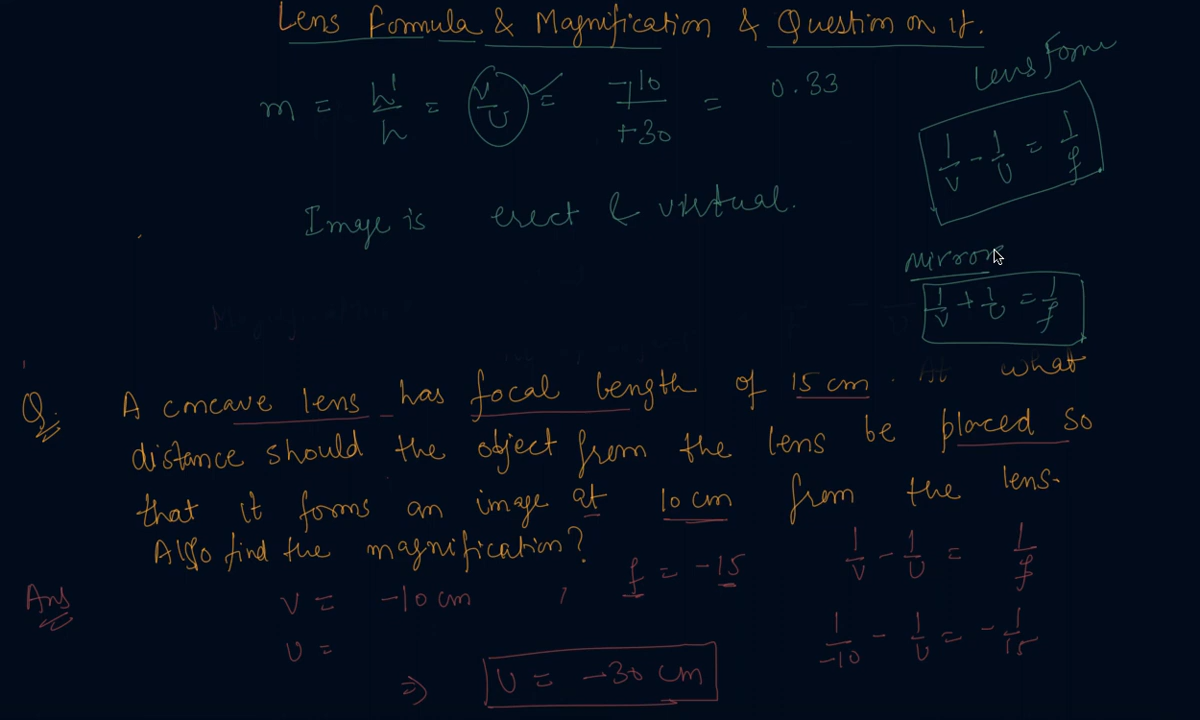 Lens Formula & Magnification & Question on it.
m = h'/h = v/u = -10/+30 = 0.33
Lens Form
1/v - 1/u = 1/f
Image is erect & virtual.
Mirror
1/v + 1/u = 1/f
Q. A concave lens has focal length of 15 cm. At what
distance should the object from the lens be placed so
that it forms an image at 10 cm from the lens.
Also find the magnification?
Ans v = -10 cm , f = -15
1/v - 1/u = 1/f
u =
1/-10 - 1/u = -1/15
⇒ u = -30 cm